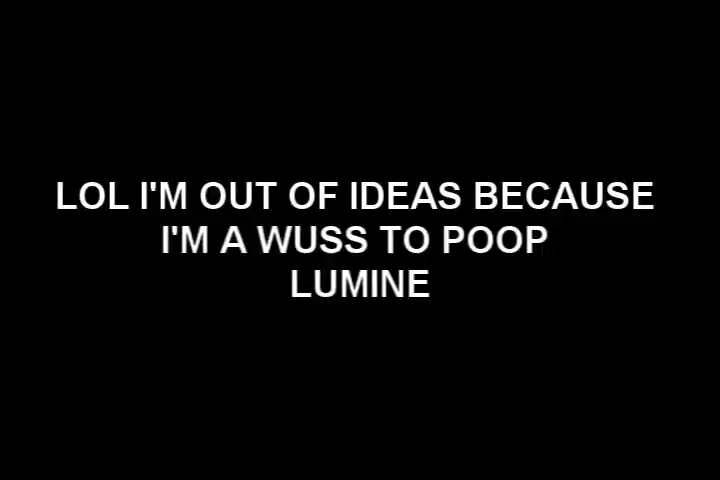 LOL I'M OUT OF IDEAS BECAUSE
I'M A WUSS TO POOP
LUMINE